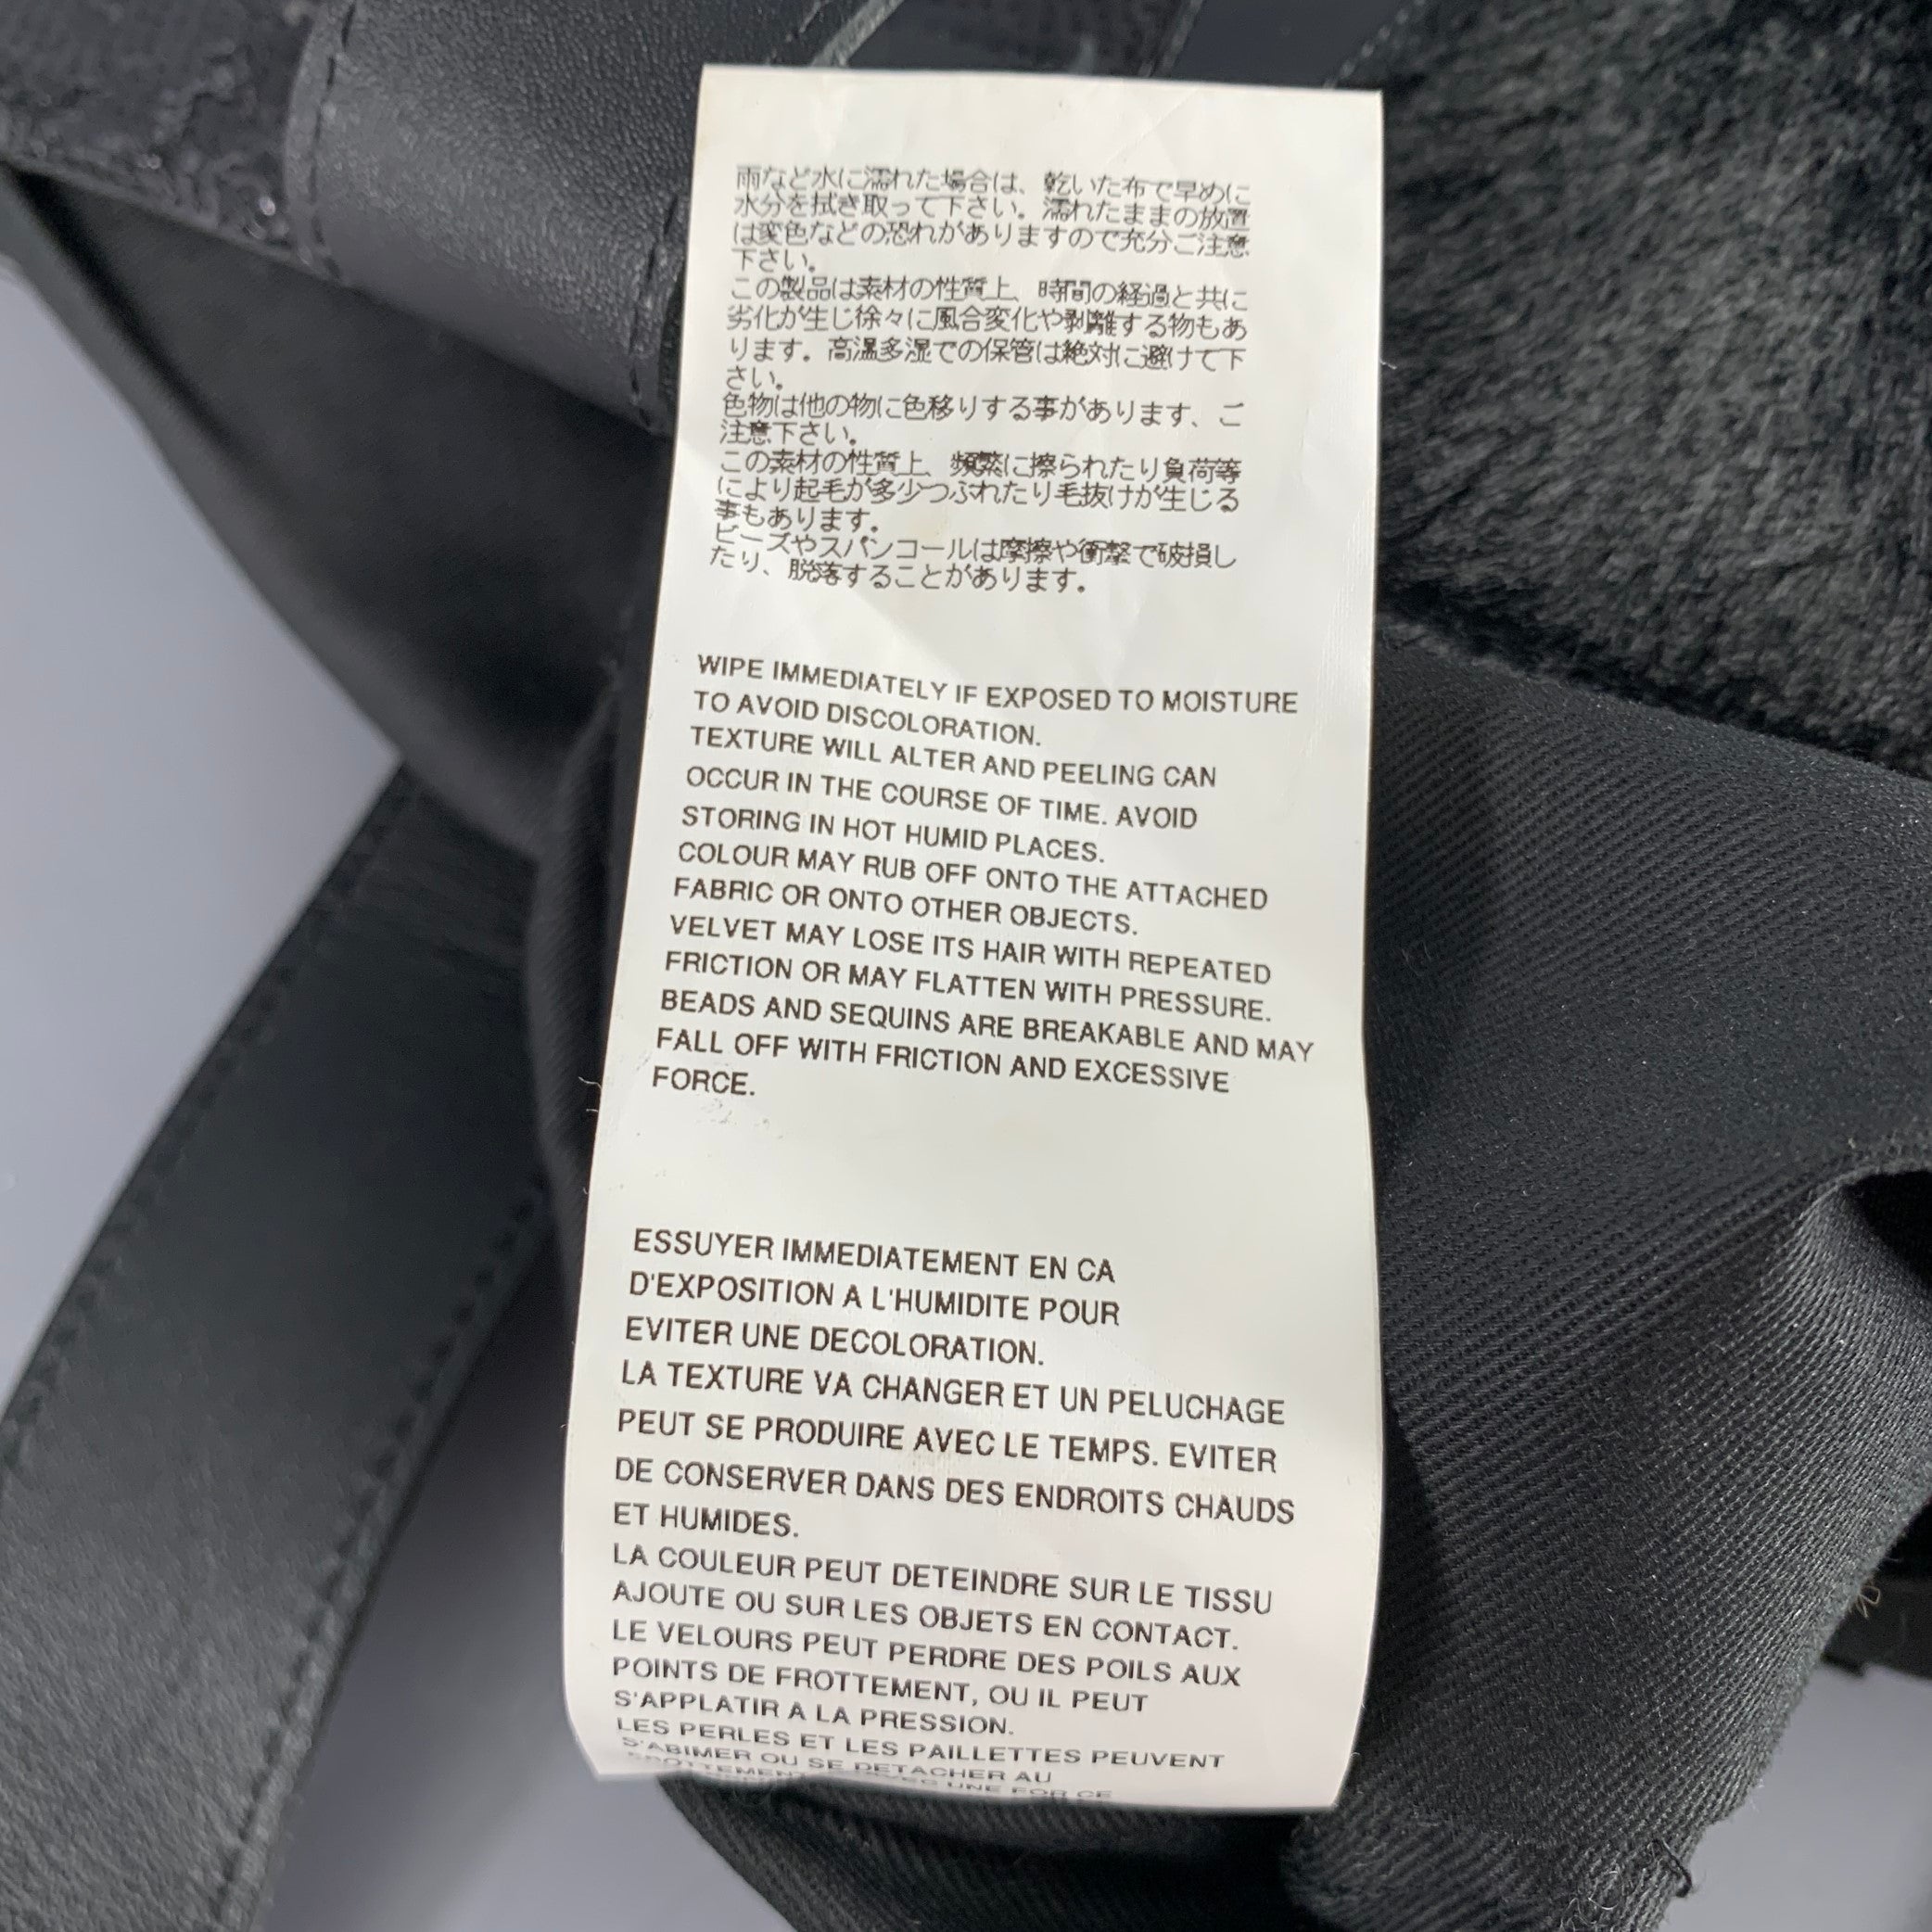 雨など水に濡れた場合は、乾いた布で早めに
水分を拭き取って下さい。濡れたままの放置
は変色などの恐れがありますので充分ご注意
下さい。
この製品は素材の性質上、時間の経過と共に
劣化が生じ徐々に風合変化や剥離する物もあ
ります。高温多湿での保管は絶対に避けて下
さい。
色物は他の物に色移りする事があります、ご
注意下さい。
この素材の性質上、頻繁に擦られたり負荷等
により起毛が多少つぶれたり毛抜けが生じる
事もあります。
ビーズやスパンコールは摩擦や衝撃で破損し
たり、脱落することがあります。
WIPE IMMEDIATELY IF EXPOSED TO MOISTURE
TO AVOID DISCOLORATION.
TEXTURE WILL ALTER AND PEELING CAN
OCCUR IN THE COURSE OF TIME. AVOID
STORING IN HOT HUMID PLACES.
COLOUR MAY RUB OFF ONTO THE ATTACHED
FABRIC OR ONTO OTHER OBJECTS.
VELVET MAY LOSE ITS HAIR WITH REPEATED
FRICTION OR MAY FLATTEN WITH PRESSURE.
BEADS AND SEQUINS ARE BREAKABLE AND MAY
FALL OFF WITH FRICTION AND EXCESSIVE
FORCE.
ESSUYER IMMEDIATEMENT EN CA
D'EXPOSITION A L'HUMIDITE POUR
EVITER UNE DECOLORATION.
LA TEXTURE VA CHANGER ET UN PELUCHAGE
PEUT SE PRODUIRE AVEC LE TEMPS. EVITER
DE CONSERVER DANS DES ENDROITS CHAUDS
ET HUMIDES.
LA COULEUR PEUT DETEINDRE SUR LE TISSU
AJOUTE OU SUR LES OBJETS EN CONTACT.
LE VELOURS PEUT PERDRE DES POILS AUX
POINTS DE FROTTEMENT, OU IL PEUT
S'APPLATIR A LA PRESSION.
LES PERLES ET LES PAILLETTES PEUVENT
S'ABIMER OU SE DETACHER AU
AVEC UNE FOR CE